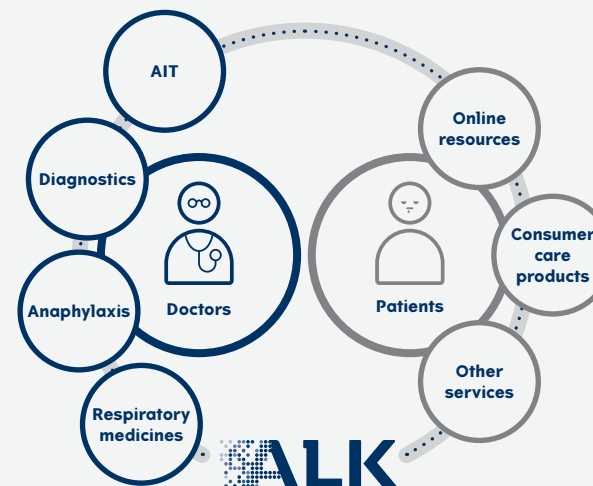 AIT
Online
resources
Diagnostics
Consumer
care
products
Anaphylaxis
Doctors
Patients
Other
services
Respiratory
medicines
ALK